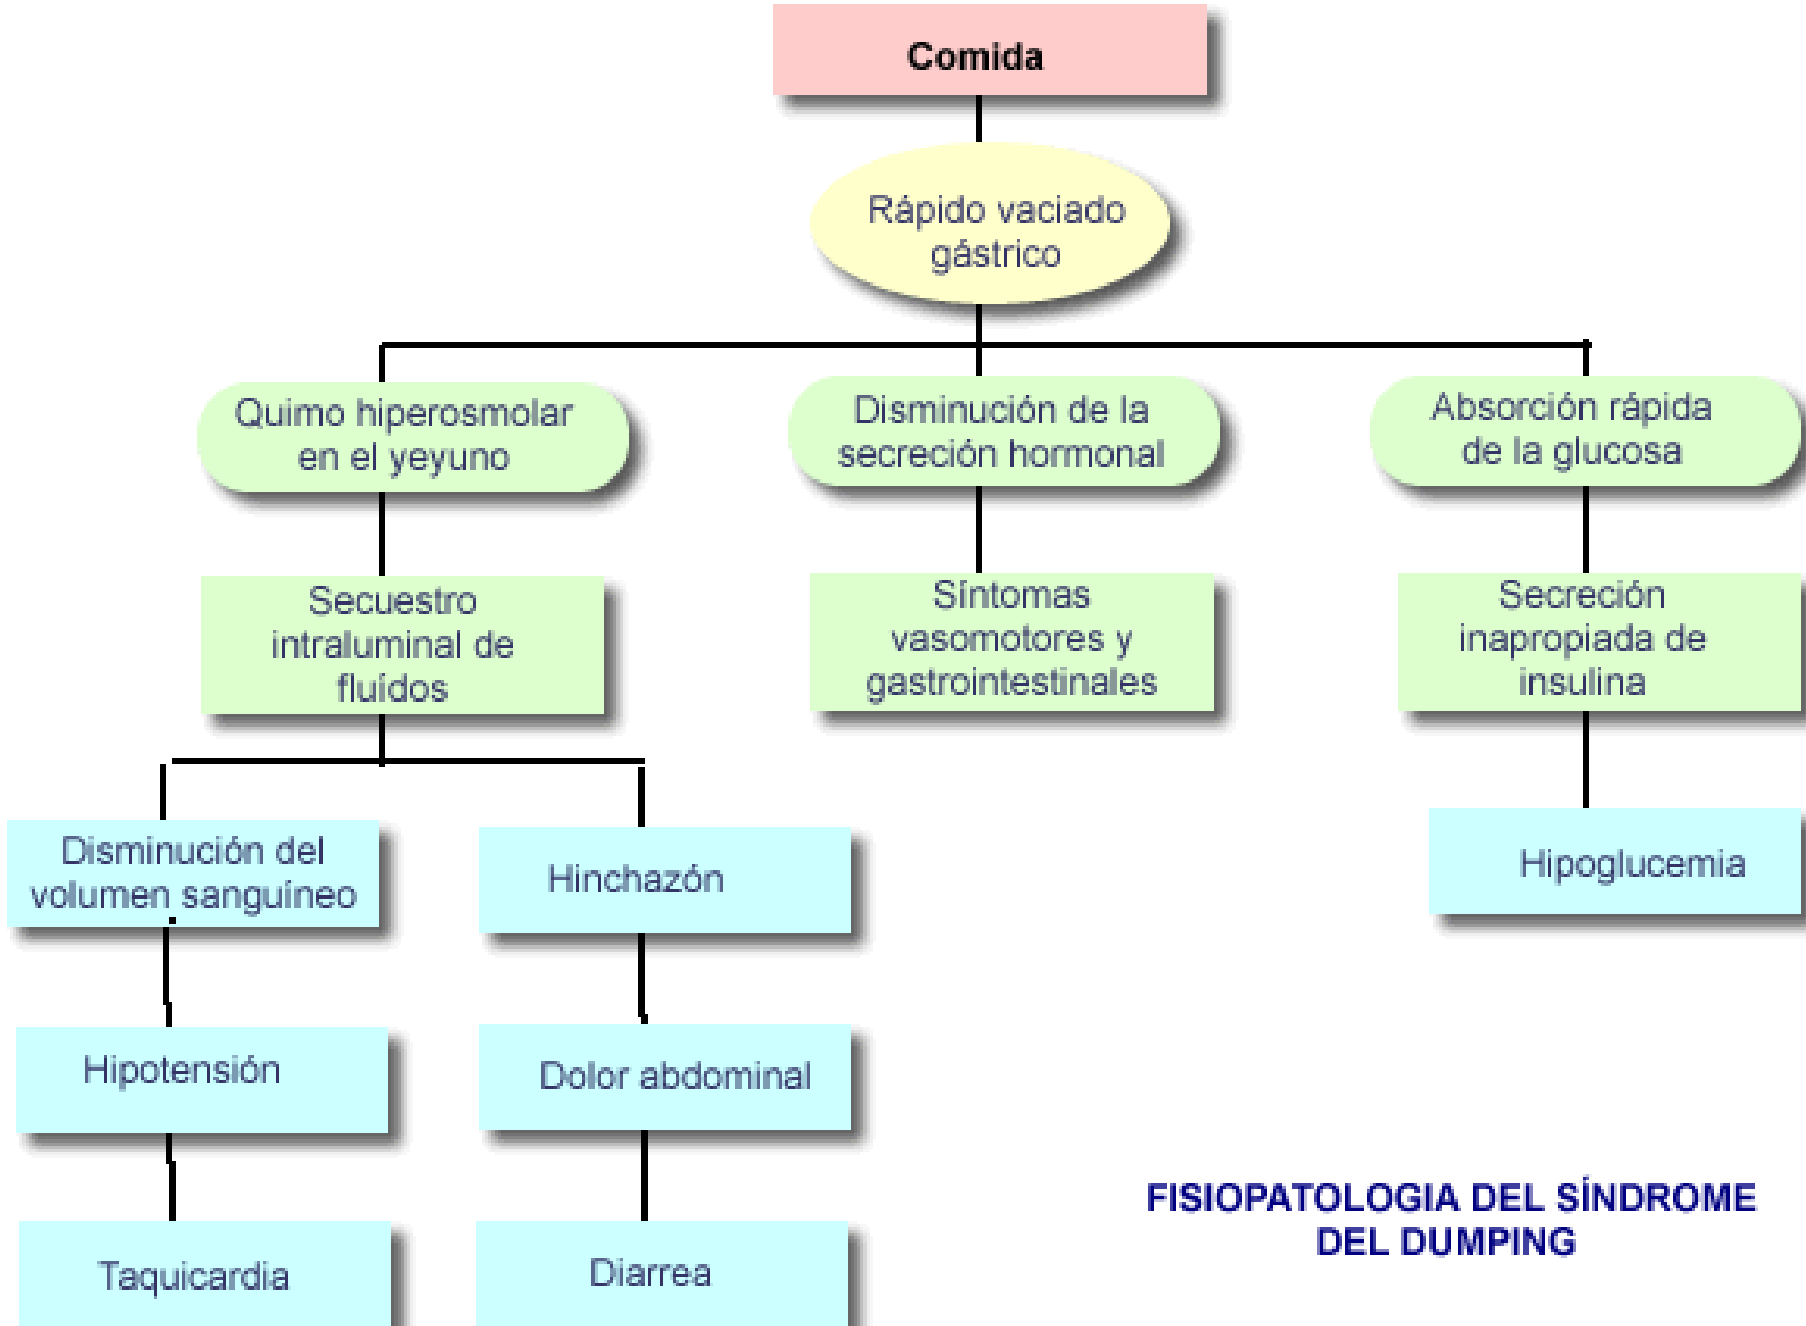 Comida
Rápido vaciado
gástrico
Quimo hiperosmolar
en el yeyuno
Disminución de la
secreción hormonal
Absorción rápida
de la glucosa
Secuestro
intraluminal de
fluídos
Síntomas
vasomotores y
gastrointestinales
Secreción
inapropiada de
insulina
Disminución del
volumen sanguíneo
Hinchazón
Hipoglucemia
Hipotensión
Dolor abdominal
Taquicardia
Diarrea
FISIOPATOLOGIA DEL SÍNDROME
DEL DUMPING